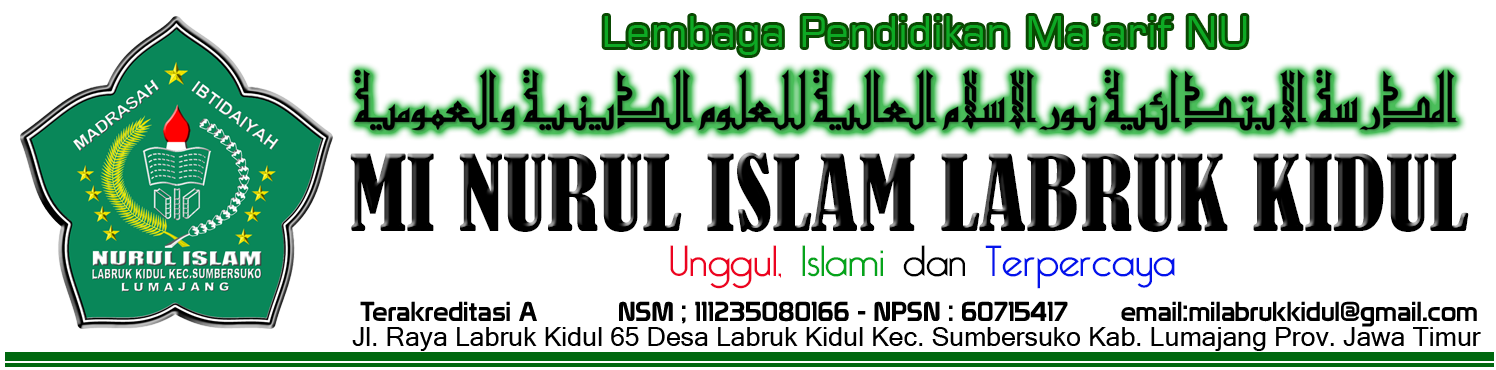 MADRASAH IBTIDAIYAH
NURUL ISLAM
LABRUK KIDUL KEC.SUMBERSUKO
LUMAJANG
Lembaga Pendidikan Ma'arif NU
المدرسة الابتدائية نور الاسلام العالية للعلوم الدينية والعمومية
MI NURUL ISLAM LABRUK KIDUL
Unggul, Islami dan Terpercaya
Terakreditasi A NSM ; 111235080166 - NPSN : 60715417 email:milabrukkidul@gmail.com
Jl. Raya Labruk Kidul 65 Desa Labruk Kidul Kec. Sumbersuko Kab. Lumajang Prov. Jawa Timur